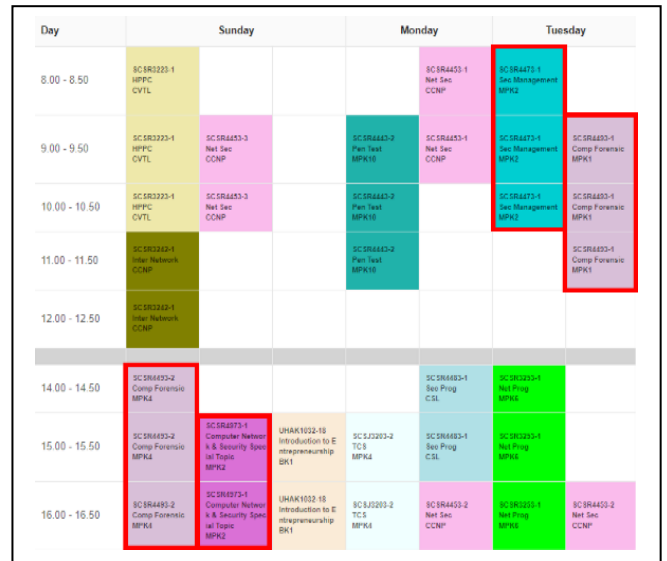 Day Sunday Monday Tuesday
8.00 - 8.50
SCSR3223-1
HPPC
CVTL
SCSR4453-1
Net Sec
CCNP
SCSR4473-1
Sec Management
MPK2
9.00 - 9.50
SCSR3223-1
HPPC
CVTL
SCSR4453-3
Net Sec
CCNP
SCSR4443-2
Pen Test
MPK10
SCSR4453-1
Net Sec
CCNP
SCSR4473-1
Sec Management
MPK2
SCSR4493-1
Comp Forensic
MPK1
10.00 - 10.50
SCSR3223-1
HPPC
CVTL
SCSR4453-3
Net Sec
CCNP
SCSR4443-2
Pen Test
MPK10
SCSR4473-1
Sec Management
MPK2
SCSR4493-1
Comp Forensic
MPK1
11.00 - 11.50
SCSR3242-1
Inter Network
CCNP
SCSR4443-2
Pen Test
MPK10
SCSR4493-1
Comp Forensic
MPK1
12.00 - 12.50
SCSR3242-1
Inter Network
CCNP
14.00 - 14.50
SCSR4493-2
Comp Forensic
MPK4
SCSR4483-1
Sec Prog
CSL
SCSR3253-1
Net Prog
MPK6
15.00 - 15.50
SCSR4493-2
Comp Forensic
MPK4
SCSR4973-1
Computer Networ
k & Security Spec
ial Topic
MPK2
UHAK1032-18
Introduction to E
ntrepreneurship
BK1
SCSJ3203-2
TCS
MPK4
SCSR4483-1
Sec Prog
CSL
SCSR3253-1
Net Prog
MPK6
16.00 - 16.50
SCSR4493-2
Comp Forensic
MPK4
SCSR4973-1
Computer Networ
k & Security Spec
ial Topic
MPK2
UHAK1032-18
Introduction to E
ntrepreneurship
BK1
SCSJ3203-2
TCS
MPK4
SCSR4453-2
Net Sec
CCNP
SCSR3253-1
Net Prog
MPK6
SCSR4453-2
Net Sec
CCNP